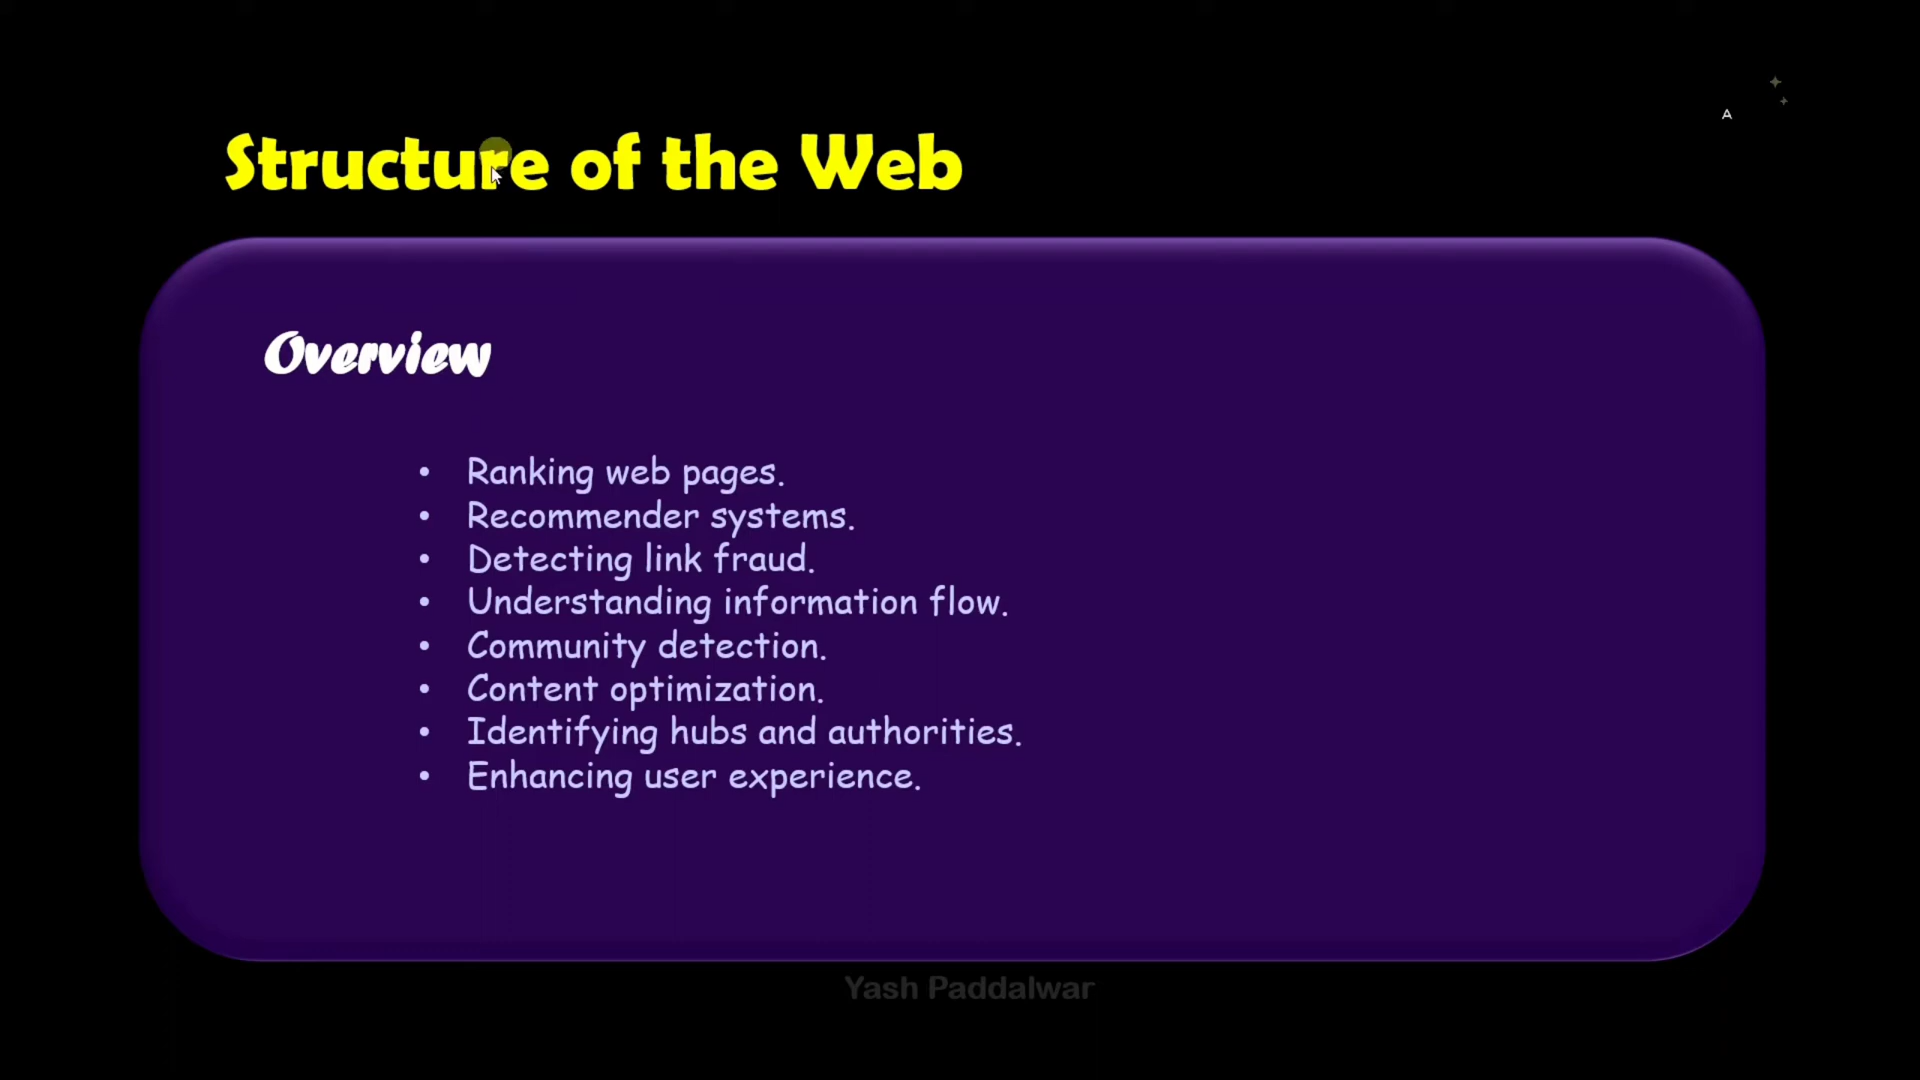 A
Structure of the Web
Overview
• Ranking web pages.
• Recommender systems.
• Detecting link fraud.
• Understanding information flow.
• Community detection.
• Content optimization.
• Identifying hubs and authorities.
• Enhancing user experience.
Yash Paddalwar